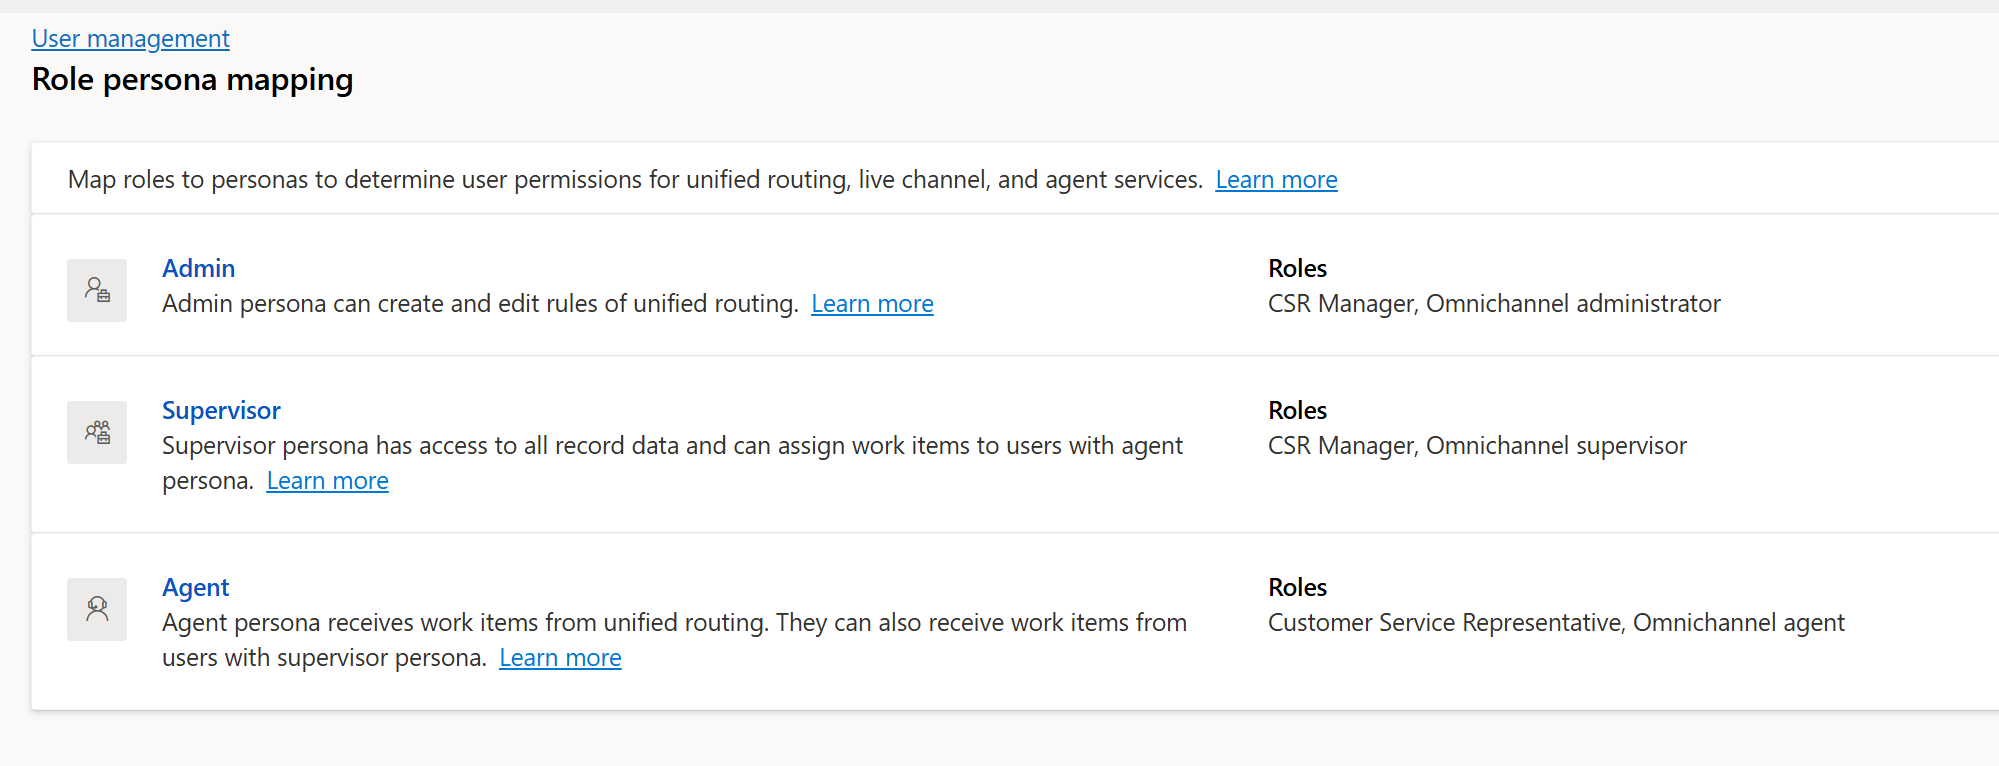 User management
Role persona mapping
Map roles to personas to determine user permissions for unified routing, live channel, and agent services. Learn more
Admin
Admin persona can create and edit rules of unified routing. Learn more
Roles
CSR Manager, Omnichannel administrator
Supervisor
Supervisor persona has access to all record data and can assign work items to users with agent
persona. Learn more
Roles
CSR Manager, Omnichannel supervisor
Agent
Agent persona receives work items from unified routing. They can also receive work items from
users with supervisor persona. Learn more
Roles
Customer Service Representative, Omnichannel agent